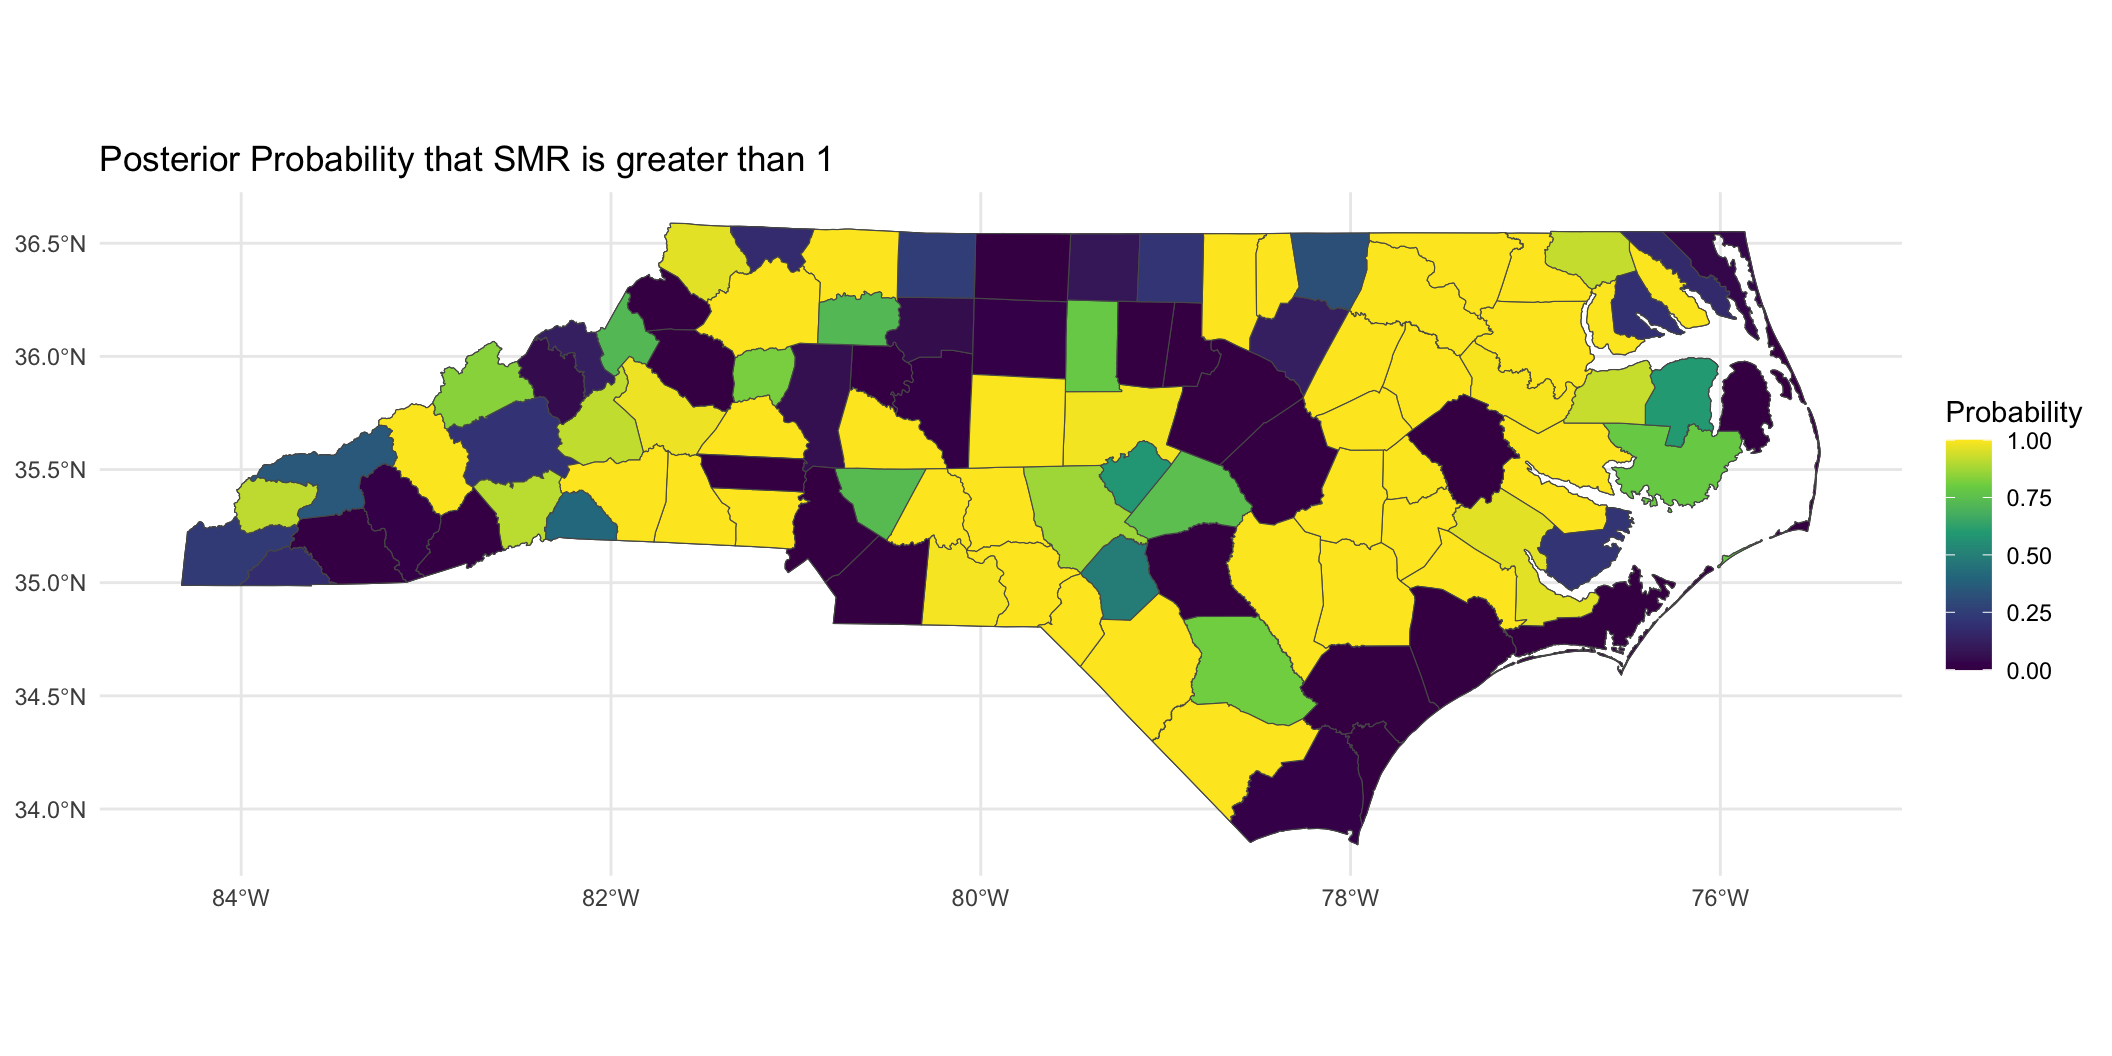 Posterior Probability that SMR is greater than 1
36.5°N
36.0°N
35.5°N
35.0°N
34.5°N
34.0°N
84°W
82°W
80°W
78°W
76°W
Probability
1.00
0.75
0.50
0.25
0.00